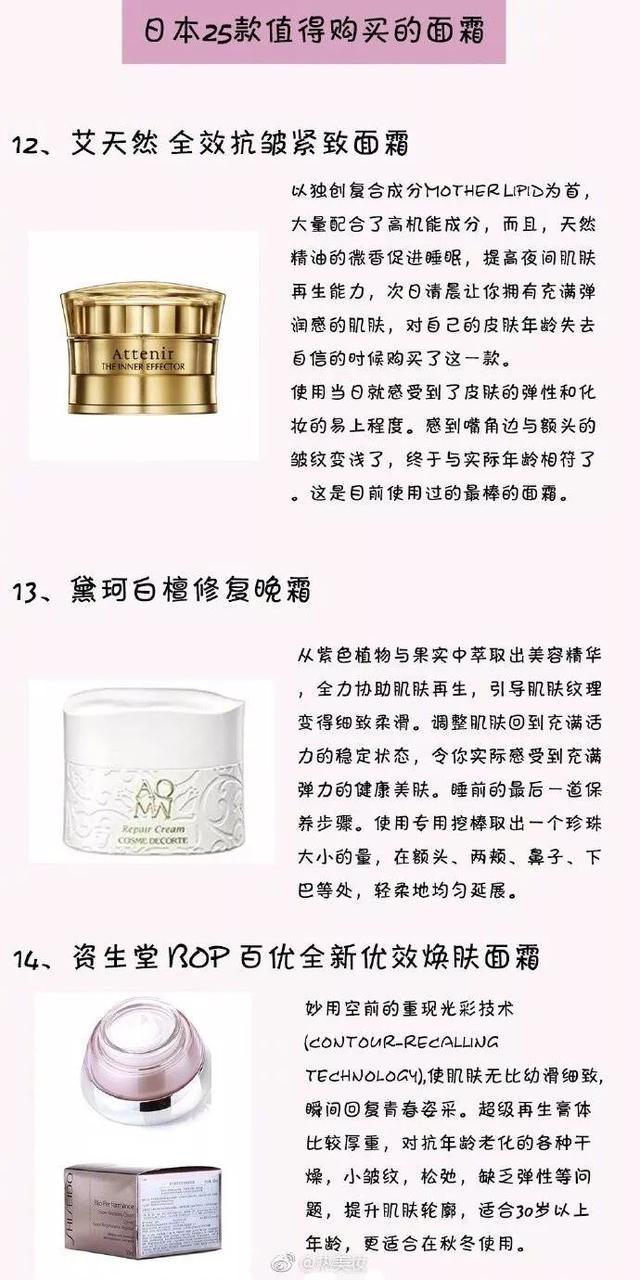 日本25款值得购买的面霜
12、艾天然 全效抗皱紧致面霜
以独创复合成分MOTHER LIPID为首，
大量配合了高机能成分，而且，天然
精油的微香促进睡眠，提高夜间肌肤
再生能力，次日清晨让你拥有充满弹
润感的肌肤，对自己的皮肤年龄失去
自信的时候购买了这一款。
使用当日就感受到了皮肤的弹性和化
妆的易上程度。感到嘴角边与额头的
皱纹变浅了，终于与实际年龄相符了
。这是目前使用过的最棒的面霜。
Attenir
THE INNER EFFECTOR
13、黛珂白檀修复晚霜
从紫色植物与果实中萃取出美容精华
，全力协助肌肤再生，引导肌肤纹理
变得细致柔滑。调整肌肤回到充满活
力的稳定状态，令你实际感受到充满
弹力的健康美肤。睡前的最后一道保
养步骤。使用专用挖棒取出一个珍珠
大小的量，在额头、两颊、鼻子、下
巴等处，轻柔地均匀延展。
AQ
MW
Repair Cream
COSME DECORTE
14、资生堂 BOP 百优全新优效焕肤面霜
妙用空前的重现光彩技术
(CONTOUR-RECALLING
TECHNOLOGY),使肌肤无比幼滑细致,
瞬间回复青春姿采。超级再生膏体
比较厚重，对抗年龄老化的各种干
燥，小皱纹，松弛，缺乏弹性等问
题，提升肌肤轮廓，适合30岁以上
年龄，更适合在秋冬使用。
SHISEIDO
Bio-Performance
@热美妆